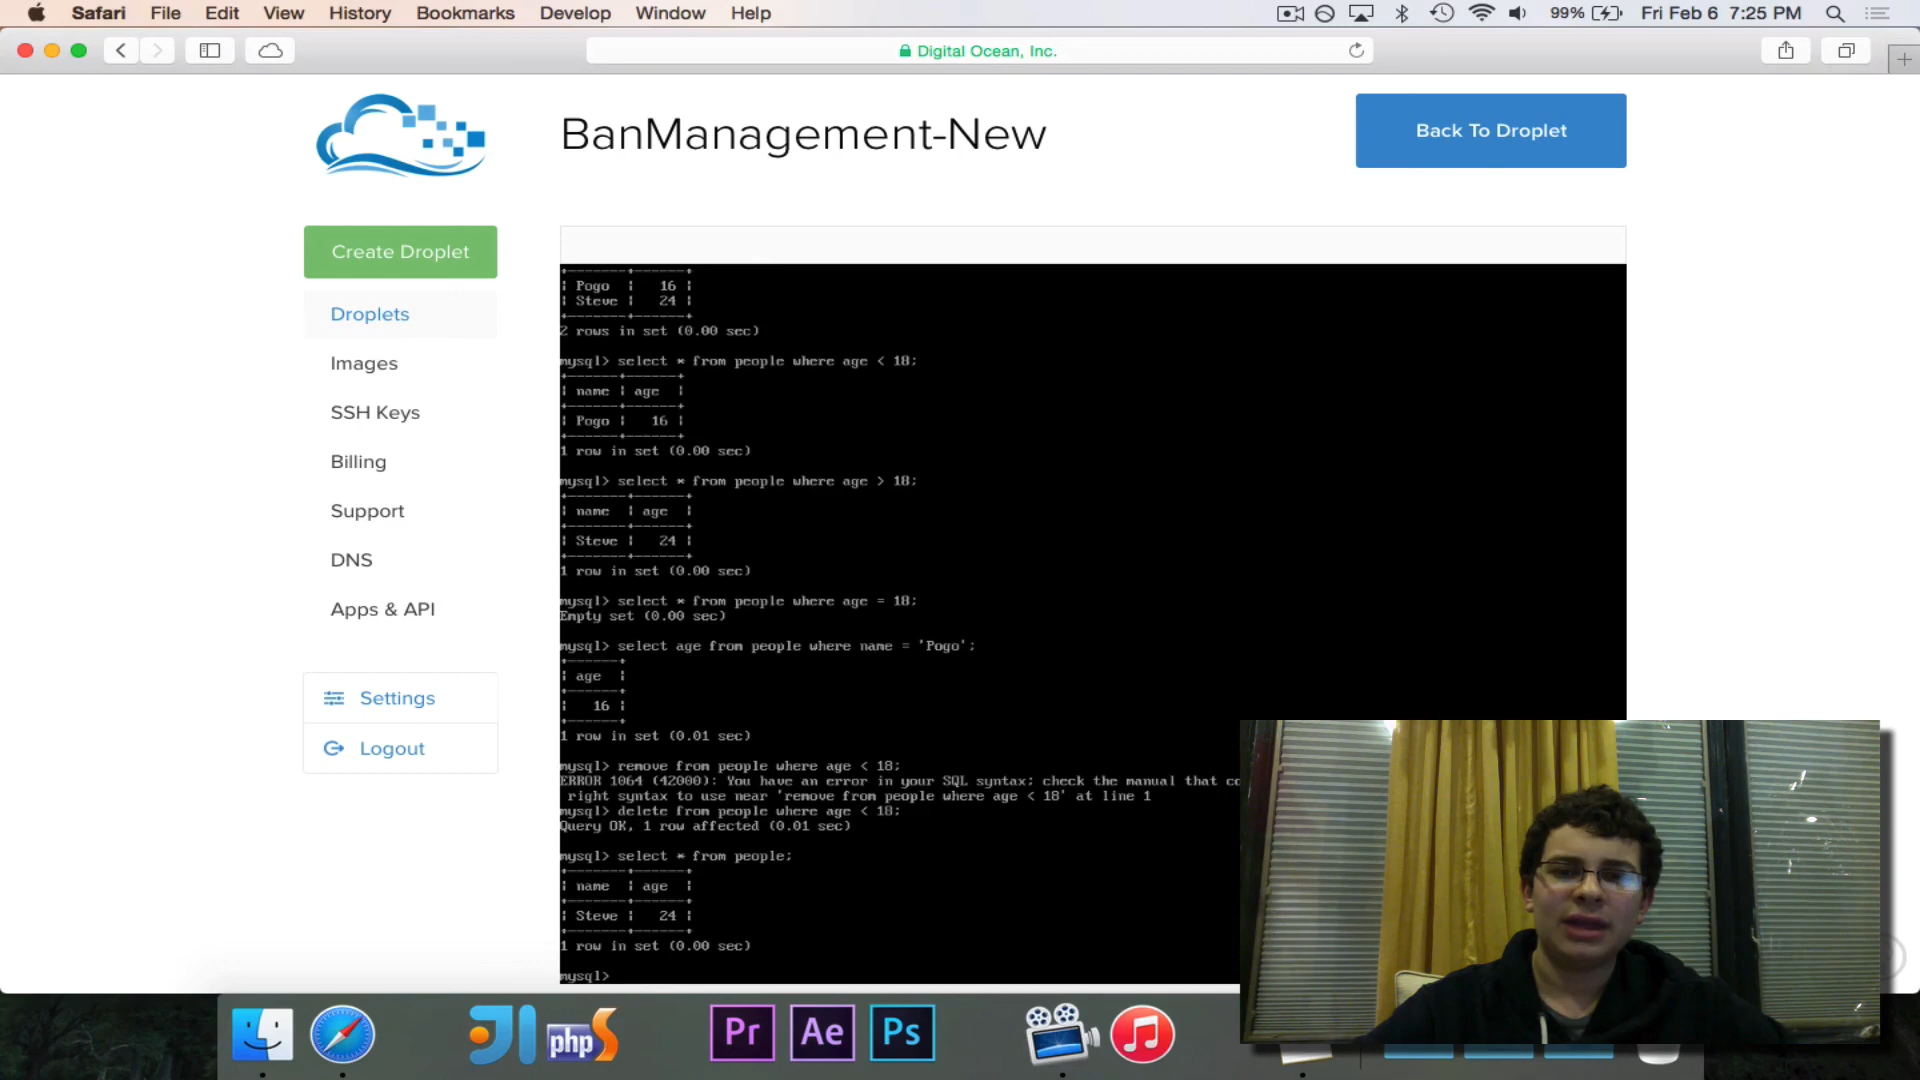 Safari File Edit View History Bookmarks Develop Window Help 99% Fri Feb 6 7:25 PM
Digital Ocean, Inc.
BanManagement-New
Back To Droplet
Create Droplet
Droplets
Images
SSH Keys
Billing
Support
DNS
Apps & API
Settings
Logout
| Pogo | 16 |
| Steve | 24 |
2 rows in set (0.00 sec)
mysql> select * from people where age < 18;
| name | age |
| Pogo | 16 |
1 row in set (0.00 sec)
mysql> select * from people where age > 18;
| name | age |
| Steve | 24 |
1 row in set (0.00 sec)
mysql> select * from people where age = 18;
Empty set (0.00 sec)
mysql> select age from people where name = 'Pogo';
| age |
| 16 |
1 row in set (0.01 sec)
mysql> remove from people where age < 18;
ERROR 1064 (42000): You have an error in your SQL syntax; check the manual that co
right syntax to use near 'remove from people where age < 18' at line 1
mysql> delete from people where age < 18;
Query OK, 1 row affected (0.01 sec)
mysql> select * from people;
| name | age |
| Steve | 24 |
1 row in set (0.00 sec)
mysql>
php
Pr
Ae
Ps